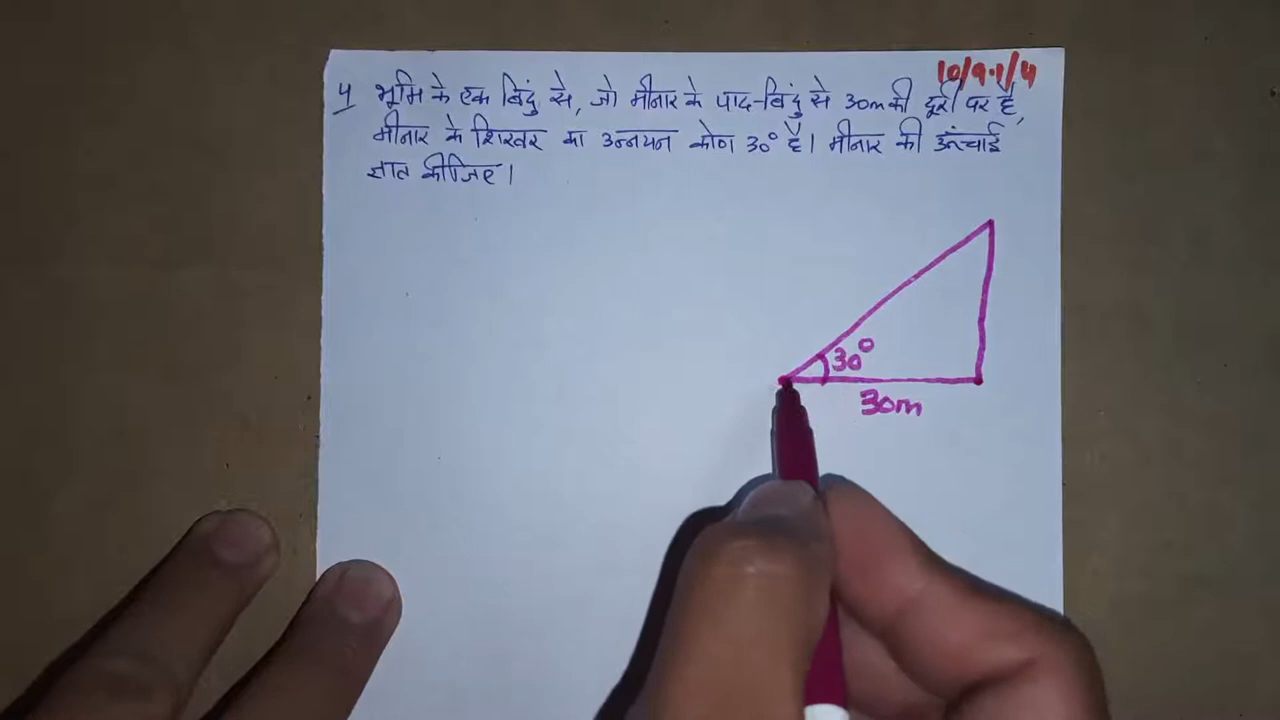 10/9.1/4
4 भूमि के एक बिंदु से, जो मीनार के पाद-बिंदु से 30m की दूरी पर है,
मीनार के शिखर का उन्नयन कोण 30° है। मीनार की ऊंचाई
ज्ञात कीजिए।
30°
30m